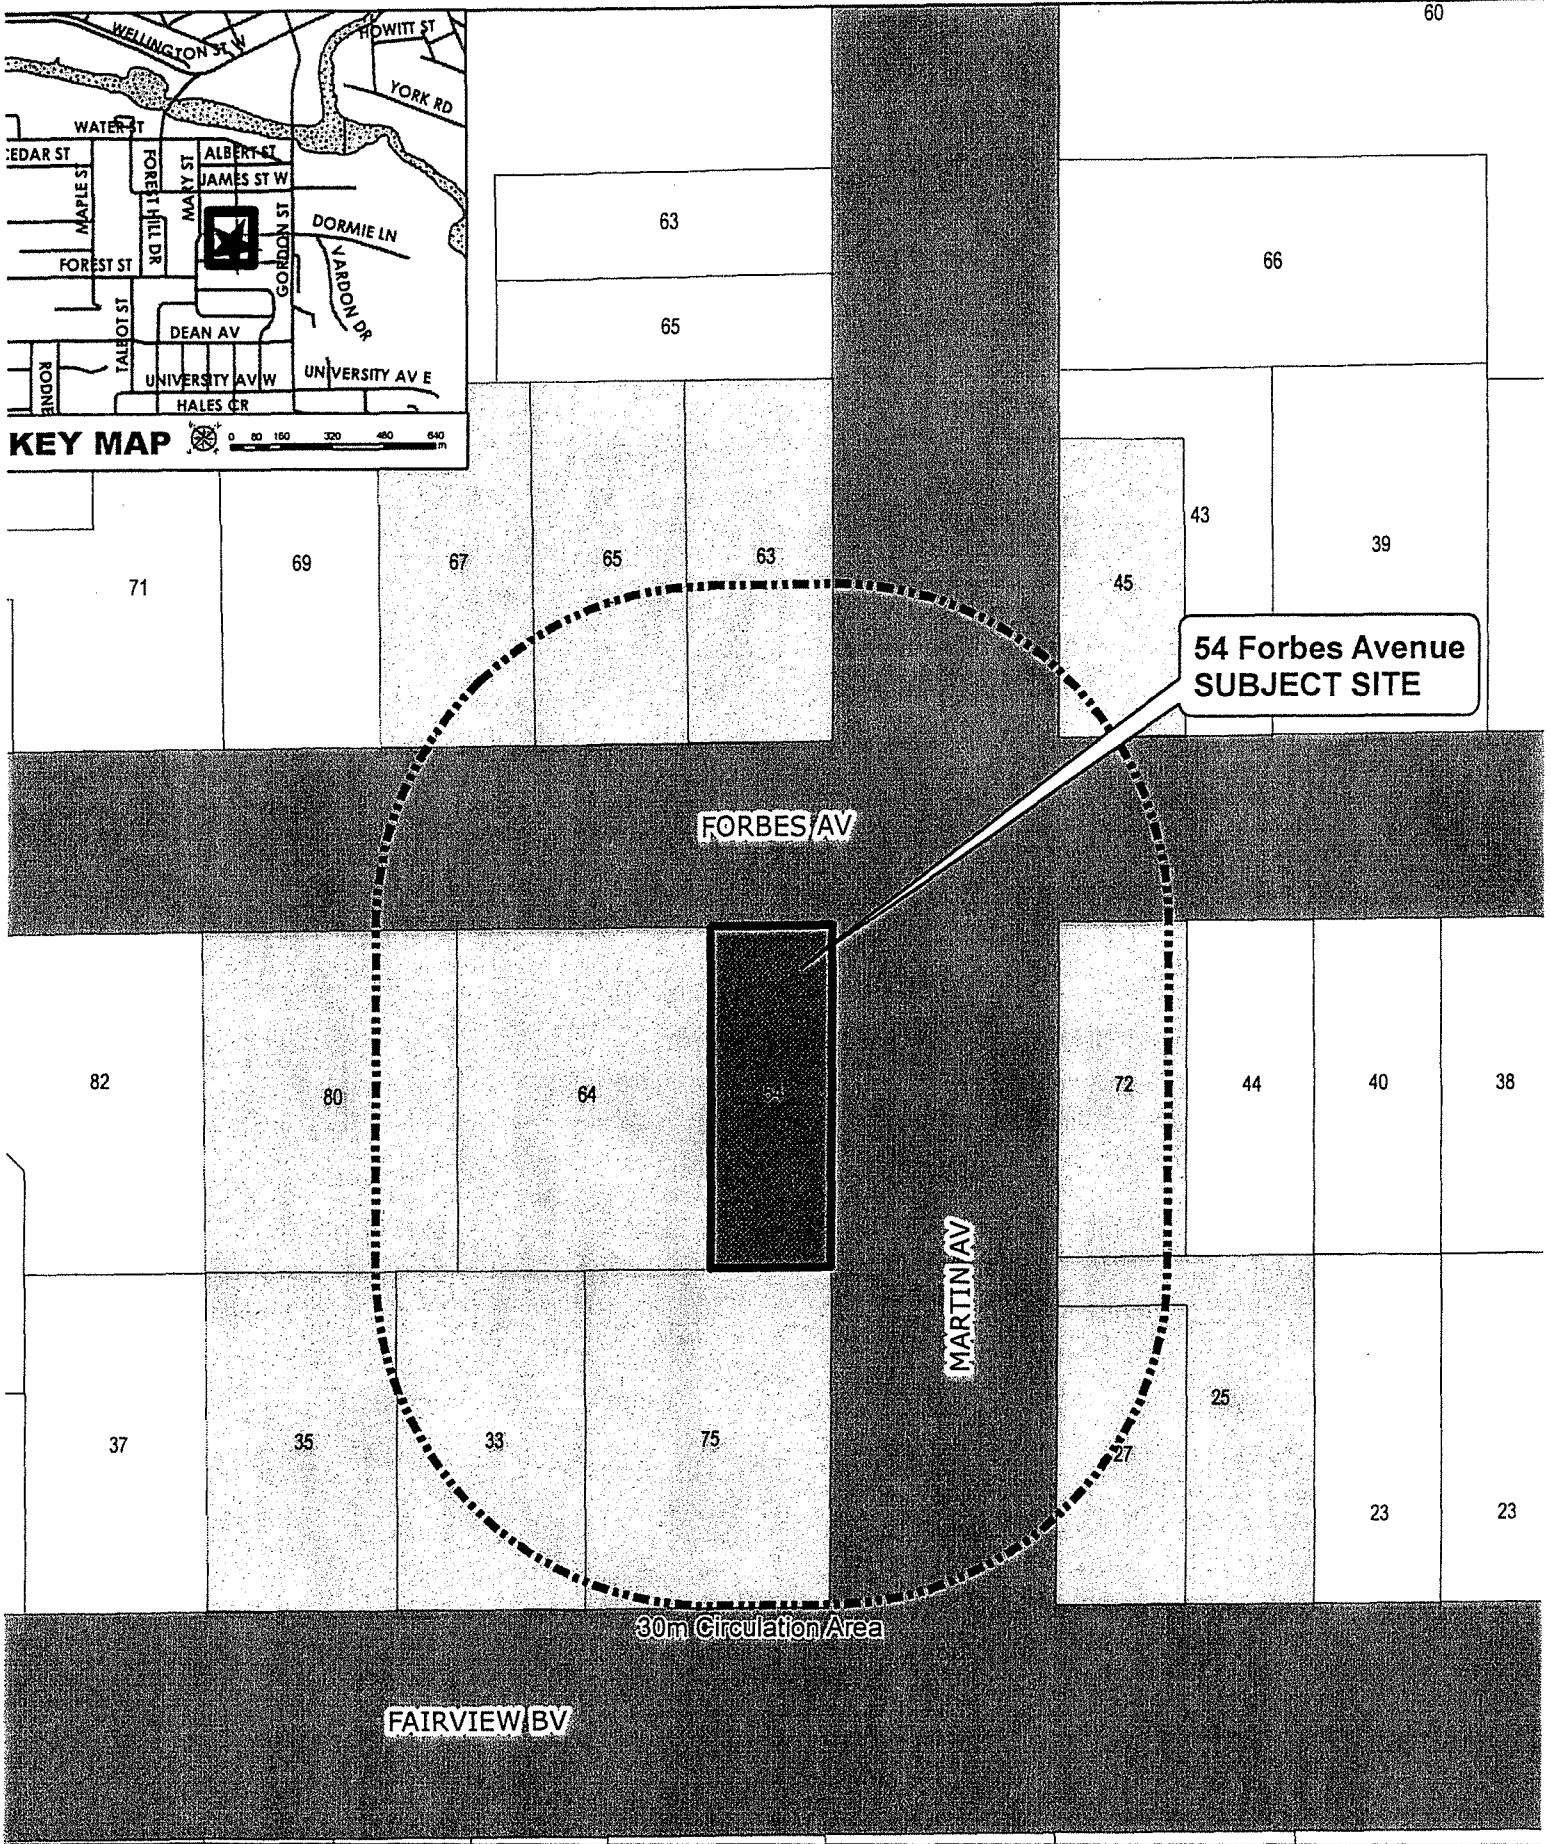 60
WELLINGTON ST W
HOWITT ST
YORK RD
WATER ST
CEDAR ST
ALBERT ST
JAMES ST W
MAPLE ST
FOREST HILL DR
MARY ST
GORDON ST
DORMIE LN
VARDON DR
FOREST ST
TALBOT ST
DEAN AV
UNIVERSITY AV W
UNIVERSITY AV E
HALES CR
RODNE
KEY MAP
0 80 160 320 480 640
m
63
66
65
71
69
67
65
63
45
43
39
54 Forbes Avenue
SUBJECT SITE
FORBES AV
82
80
64
54
72
44
40
38
MARTIN AV
37
35
33
75
27
25
23
23
30m Circulation Area
FAIRVIEW BV